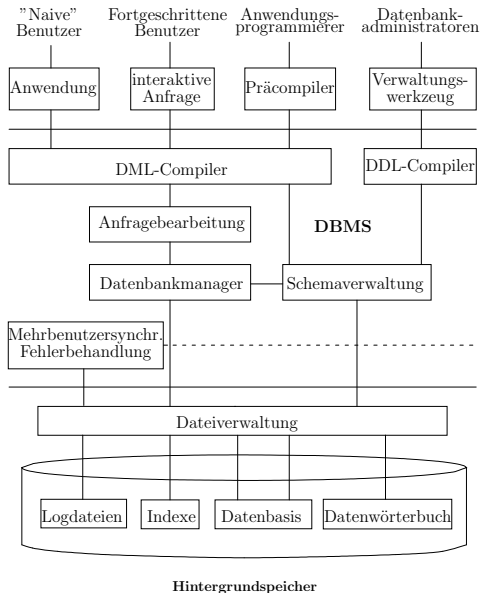 "Naive"
Benutzer
Fortgeschrittene
Benutzer
Anwendungs-
programmierer
Datenbank-
administratoren
Anwendung
interaktive
Anfrage
Präcompiler
Verwaltungs-
werkzeug
DML-Compiler
DDL-Compiler
Anfragebearbeitung
DBMS
Datenbankmanager
Schemaverwaltung
Mehrbenutzersynchr.
Fehlerbehandlung
Dateiverwaltung
Logdateien
Indexe
Datenbasis
Datenwörterbuch
Hintergrundspeicher